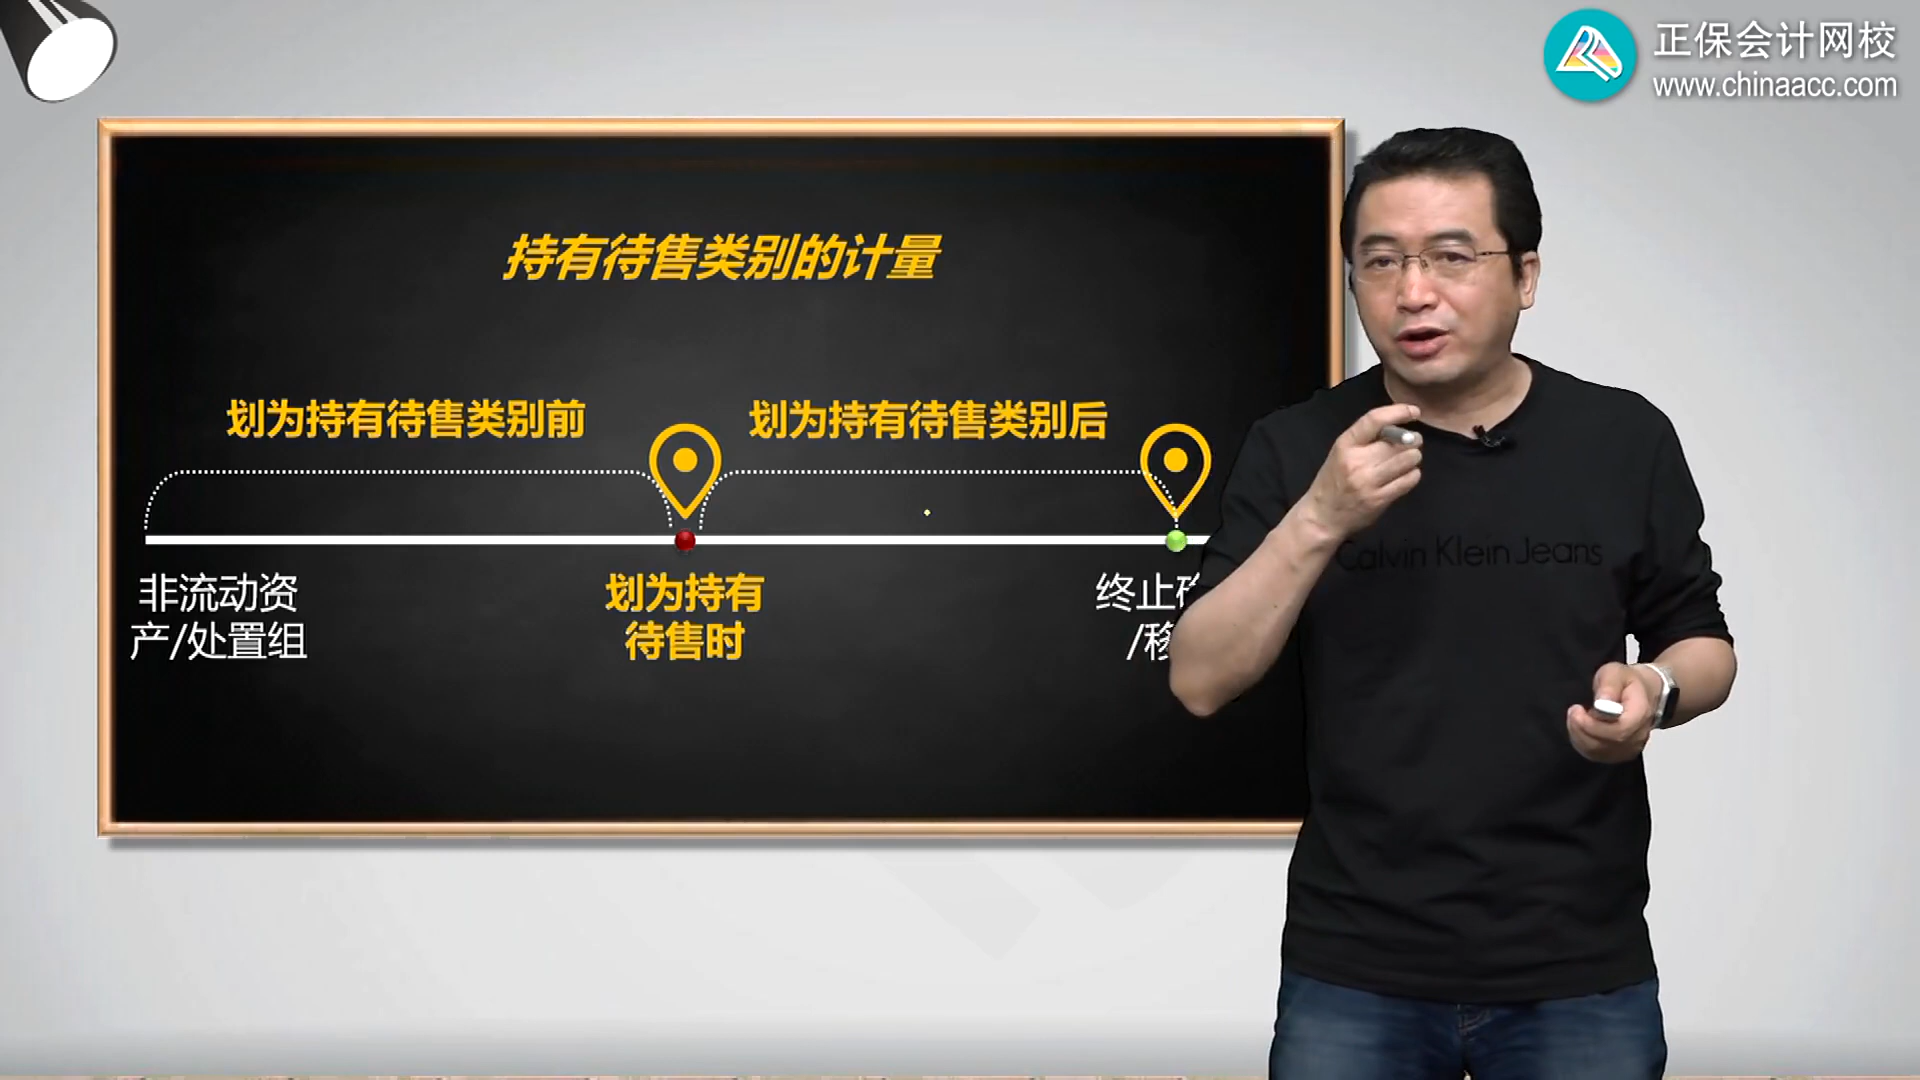 正保会计网校
www.chinaacc.com
持有待售类别的计量
划为持有待售类别前
划为持有待售类别后
非流动资
产/处置组
划为持有
待售时
终止
/移
Calvin Klein Jeans